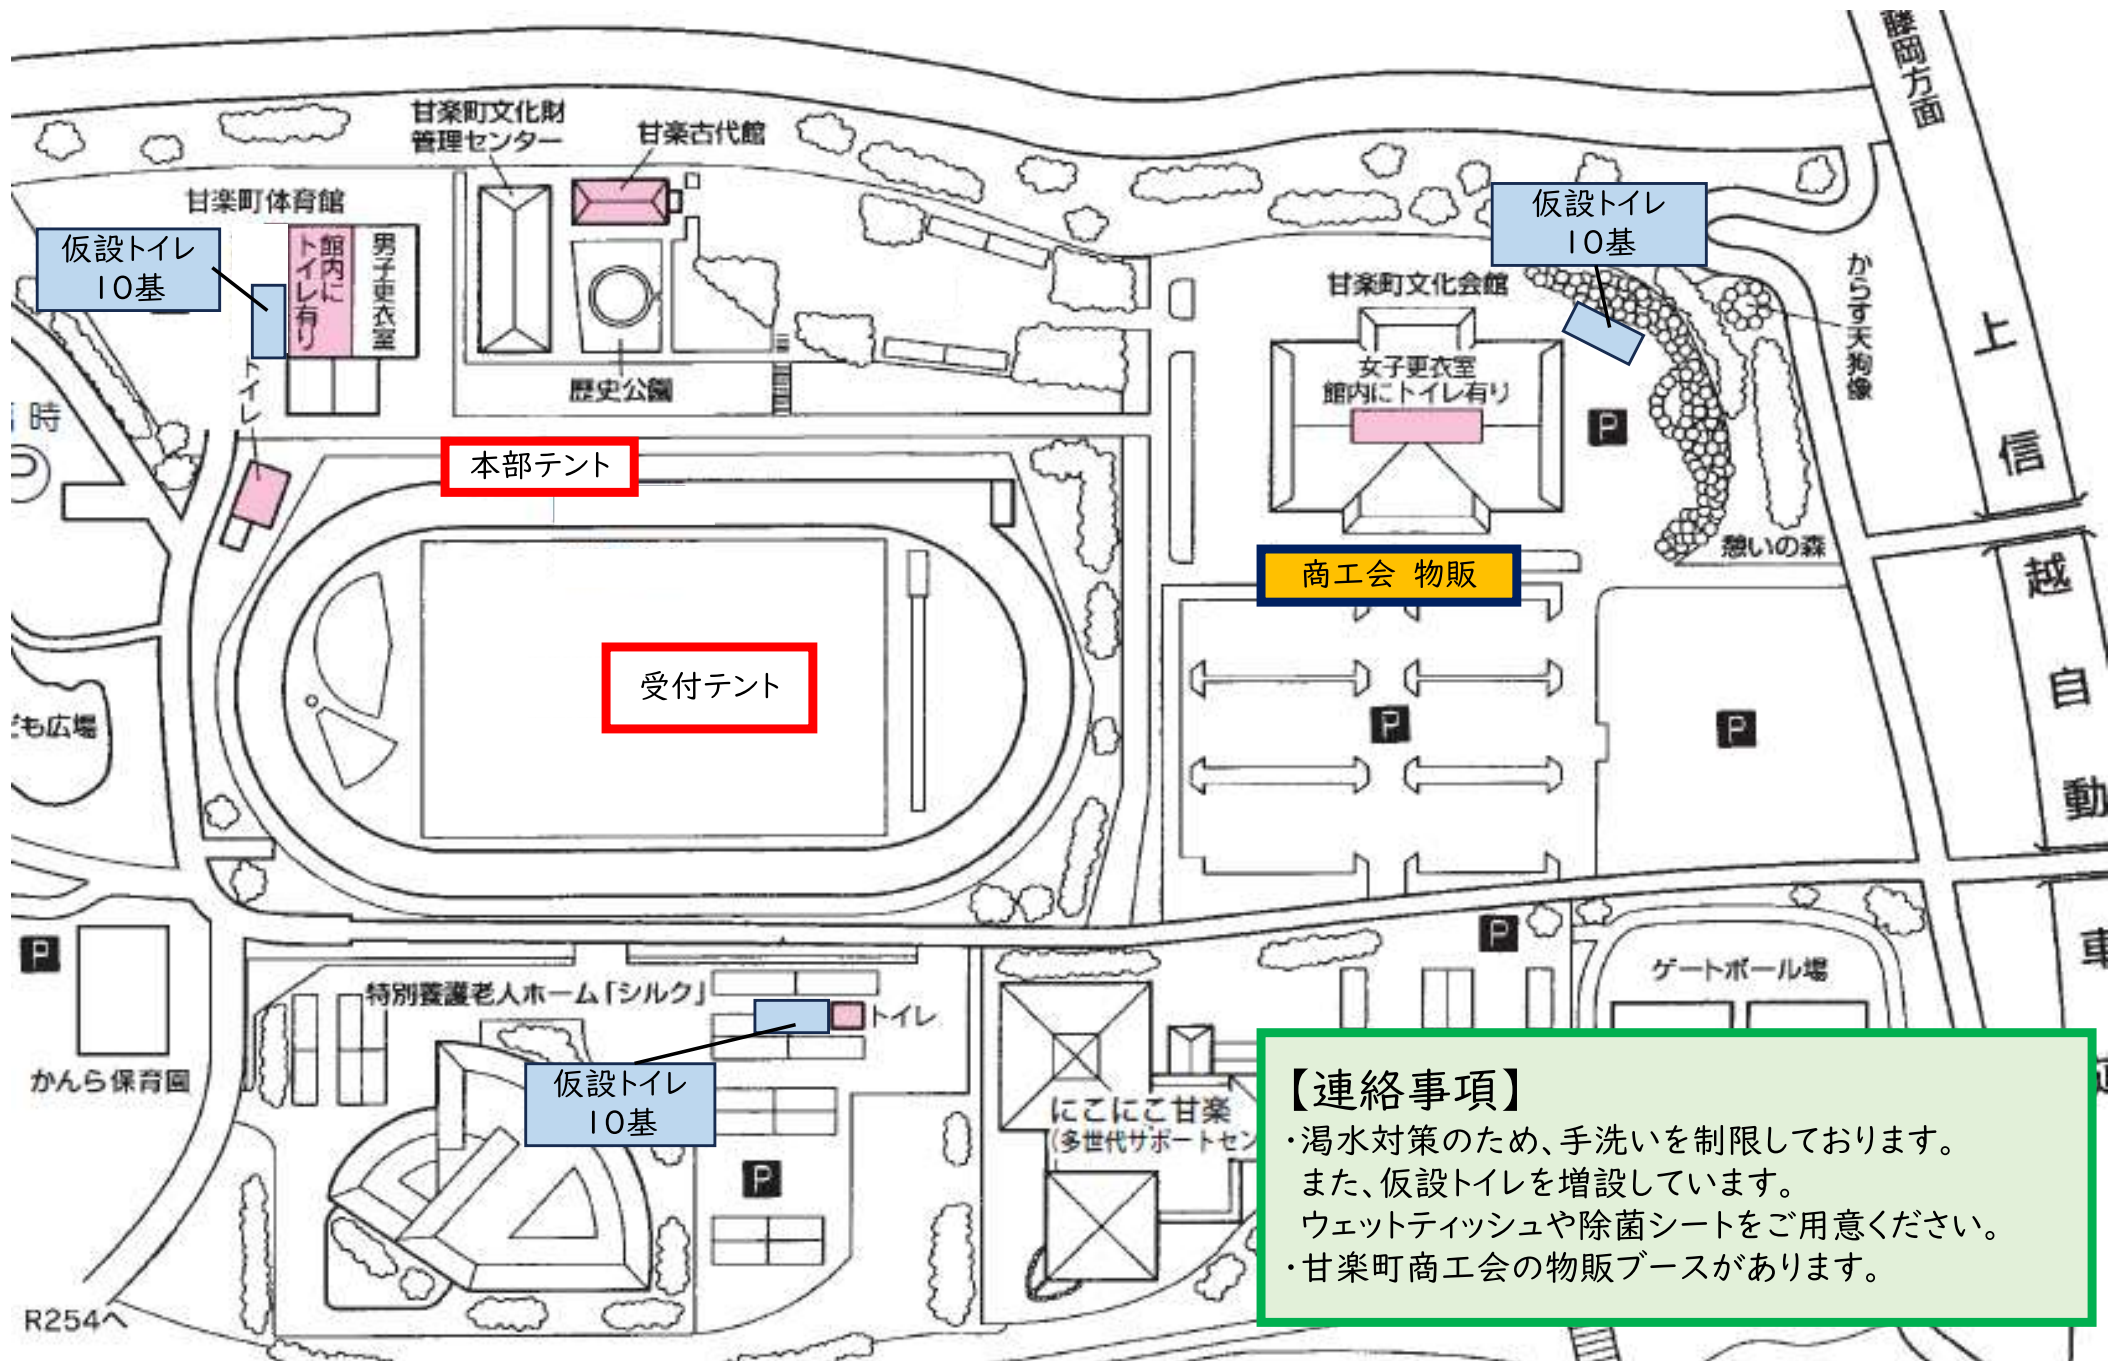 藤岡方面
甘楽町文化財
管理センター
甘楽古代館
甘楽町体育館
仮設トイレ
10基
館内に
トイレ有り
男子更衣室
トイレ
歴史公園
時
仮設トイレ
10基
甘楽町文化会館
女子更衣室
館内にトイレ有り
P
からす天狗像
憩いの森
上信越自動車道
本部テント
受付テント
商工会 物販
P
P
ども広場
P
かんら保育園
R254へ
特別養護老人ホーム「シルク」
トイレ
仮設トイレ
10基
P
にこにこ甘楽
(多世代サポートセン
P
ゲートボール場
【連絡事項】
・渇水対策のため、手洗いを制限しております。
また、仮設トイレを増設しています。
ウェットティッシュや除菌シートをご用意ください。
・甘楽町商工会の物販ブースがあります。